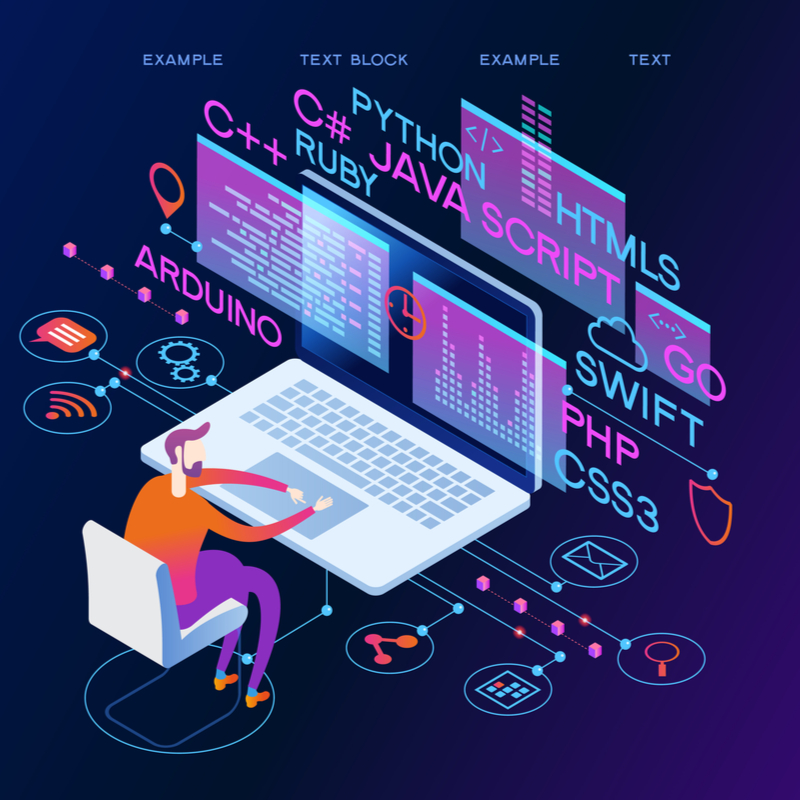 EXAMPLE TEXT BLOCK EXAMPLE TEXT
C++
C#
PYTHON
RUBY
JAVA SCRIPT
</>
HTMLS
ARDUINO
<..>
GO
SWIFT
PHP
CSS3